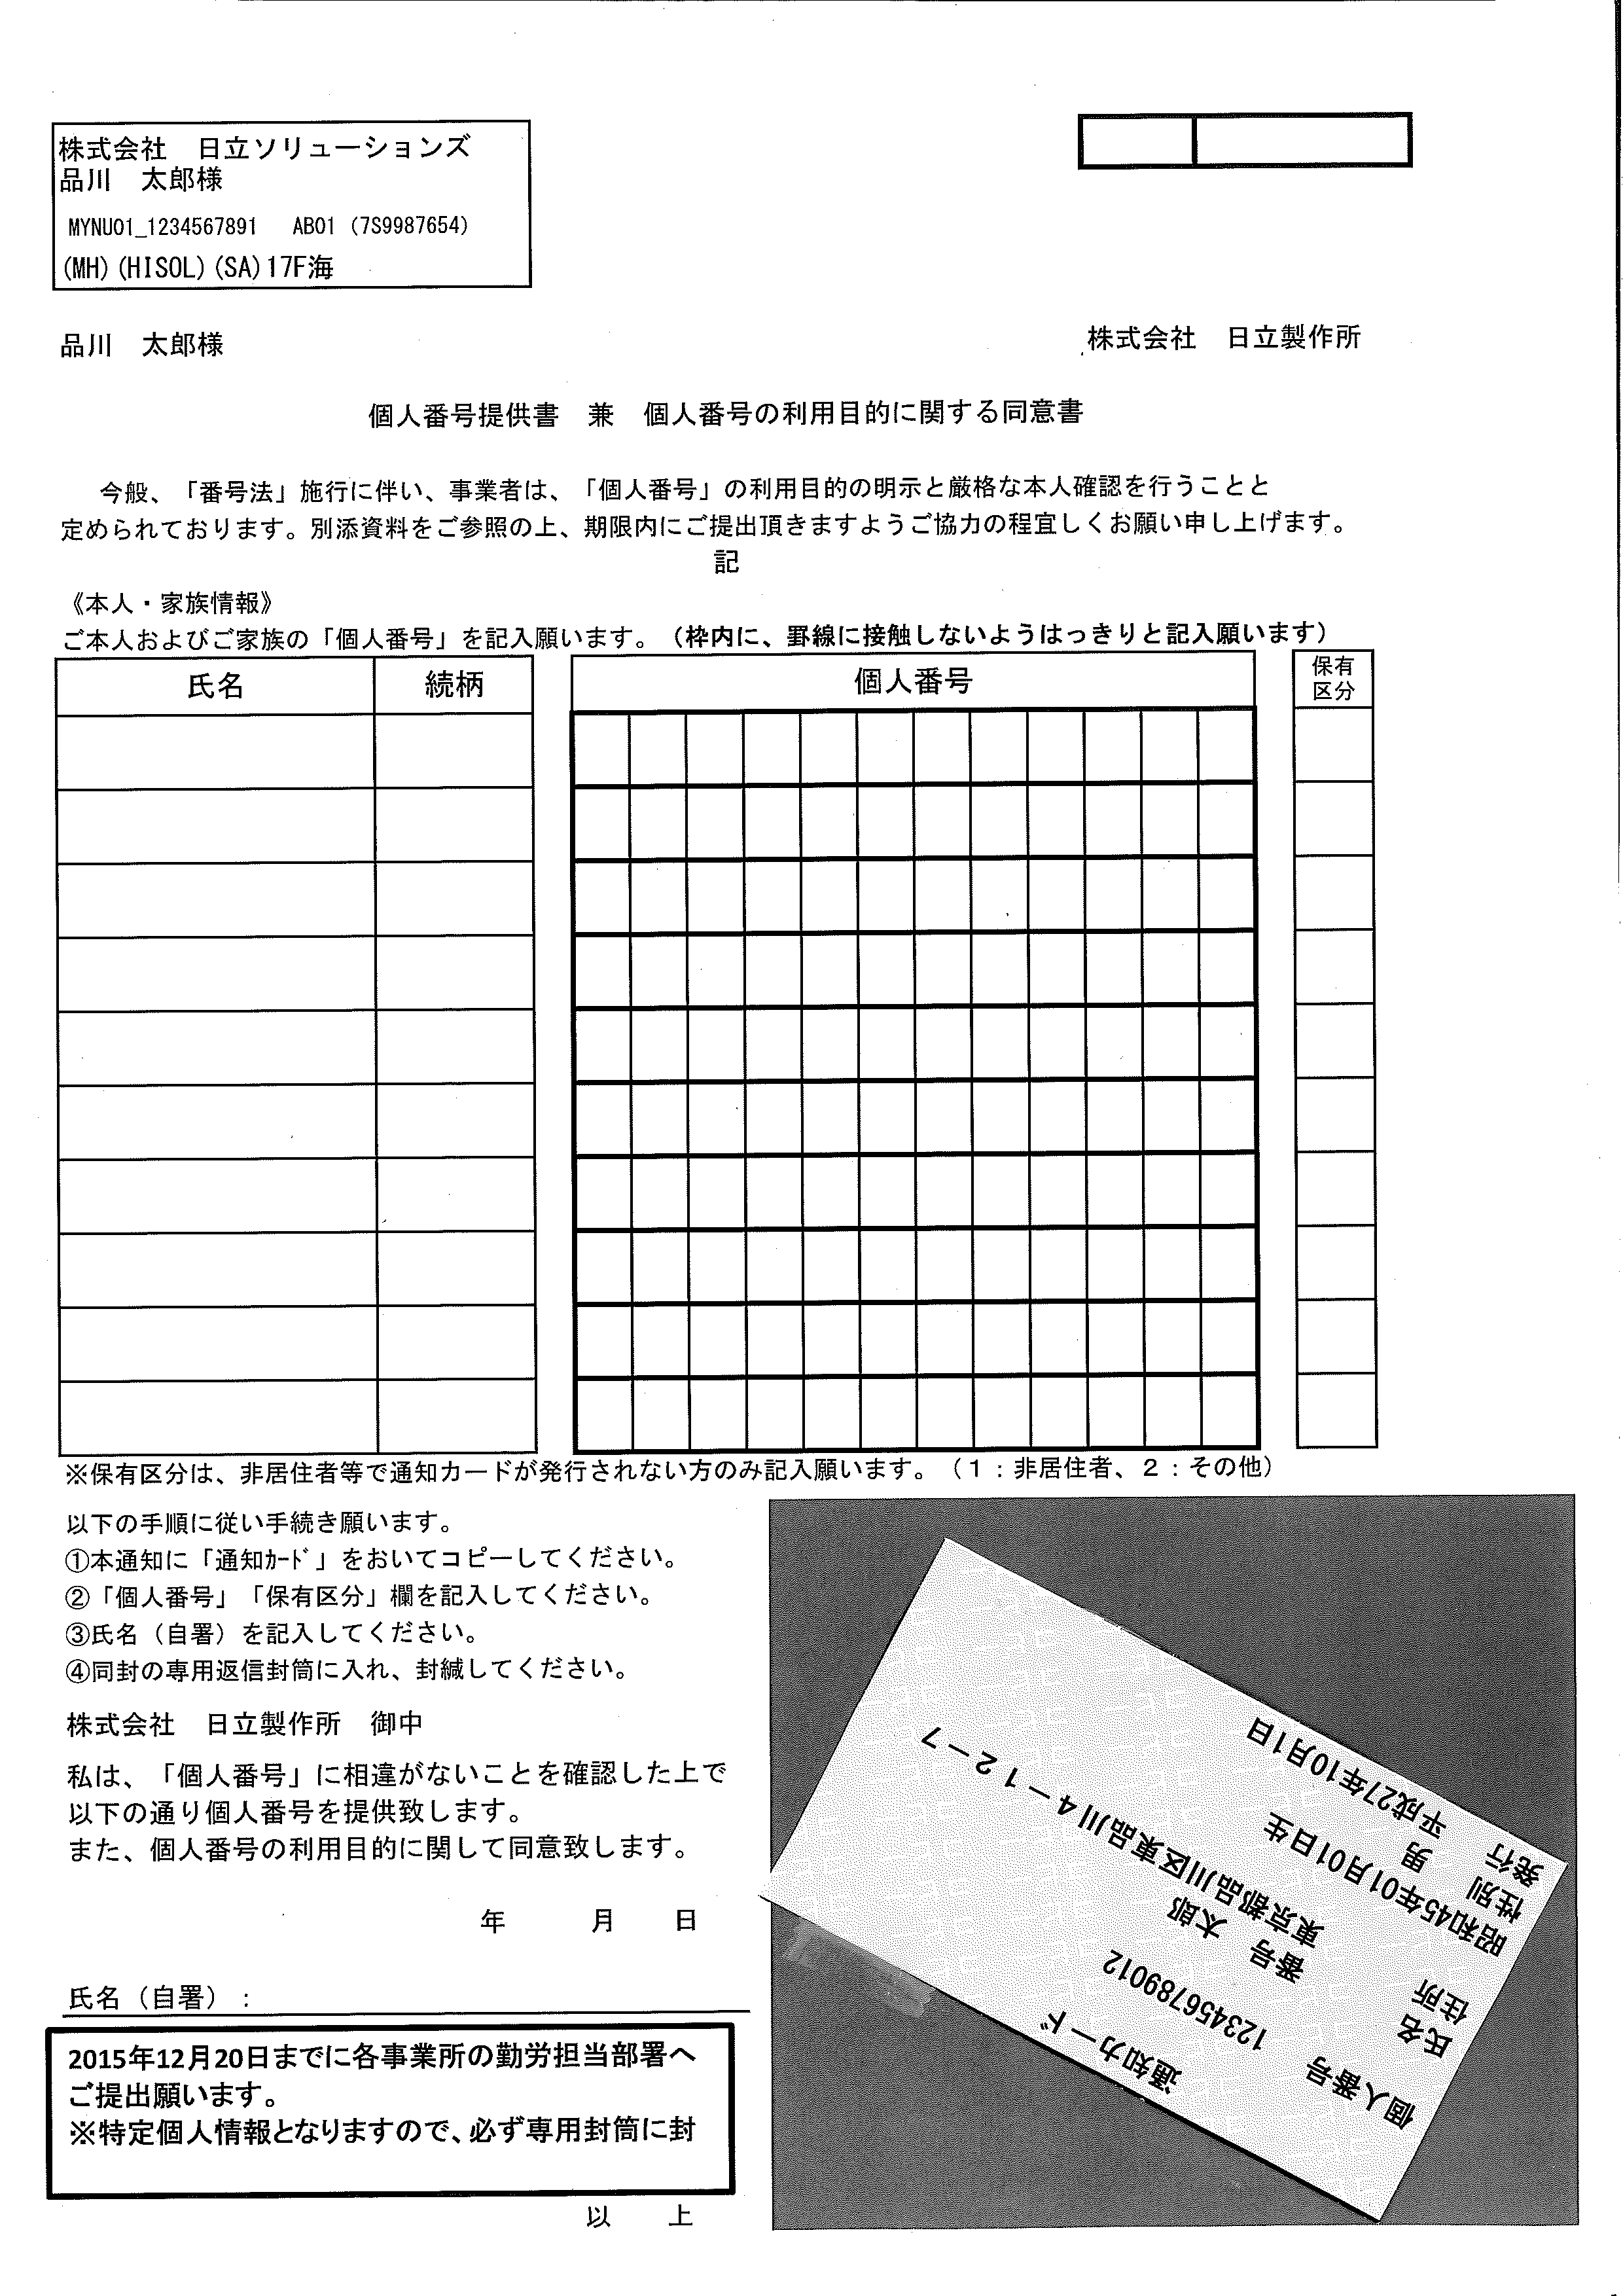 株式会社　日立ソリューションズ
品川　太郎様
MYNU01_1234567891　AB01 (7S9987654)
(MH)(HISOL)(SA)17F海
品川　太郎様
株式会社　日立製作所
個人番号提供書　兼　個人番号の利用目的に関する同意書
今般、「番号法」施行に伴い、事業者は、「個人番号」の利用目的の明示と厳格な本人確認を行うことと
定められております。別添資料をご参照の上、期限内にご提出頂きますようご協力の程宜しくお願い申し上げます。
記
《本人・家族情報》
ご本人およびご家族の「個人番号」を記入願います。（枠内に、罫線に接触しないようはっきりと記入願います）
氏名　続柄　個人番号　保有
区分
※保有区分は、非居住者等で通知カードが発行されない方のみ記入願います。（１：非居住者、２：その他）
以下の手順に従い手続き願います。
①本通知に「通知ｶｰﾄﾞ」をおいてコピーしてください。
②「個人番号」「保有区分」欄を記入してください。
③氏名（自署）を記入してください。
④同封の専用返信封筒に入れ、封緘してください。
株式会社　日立製作所　御中
私は、「個人番号」に相違がないことを確認した上で
以下の通り個人番号を提供致します。
また、個人番号の利用目的に関して同意致します。
年　月　日
氏名（自署）：
2015年12月20日までに各事業所の勤労担当部署へ
ご提出願います。
※特定個人情報となりますので、必ず専用封筒に封
以　上
通知カード
個人番号　123456789012
氏名　番号　太郎
住所　東京都品川区東品川４－１２－７
昭和45年01月01日生
性別　男
発行　平成27年10月1日